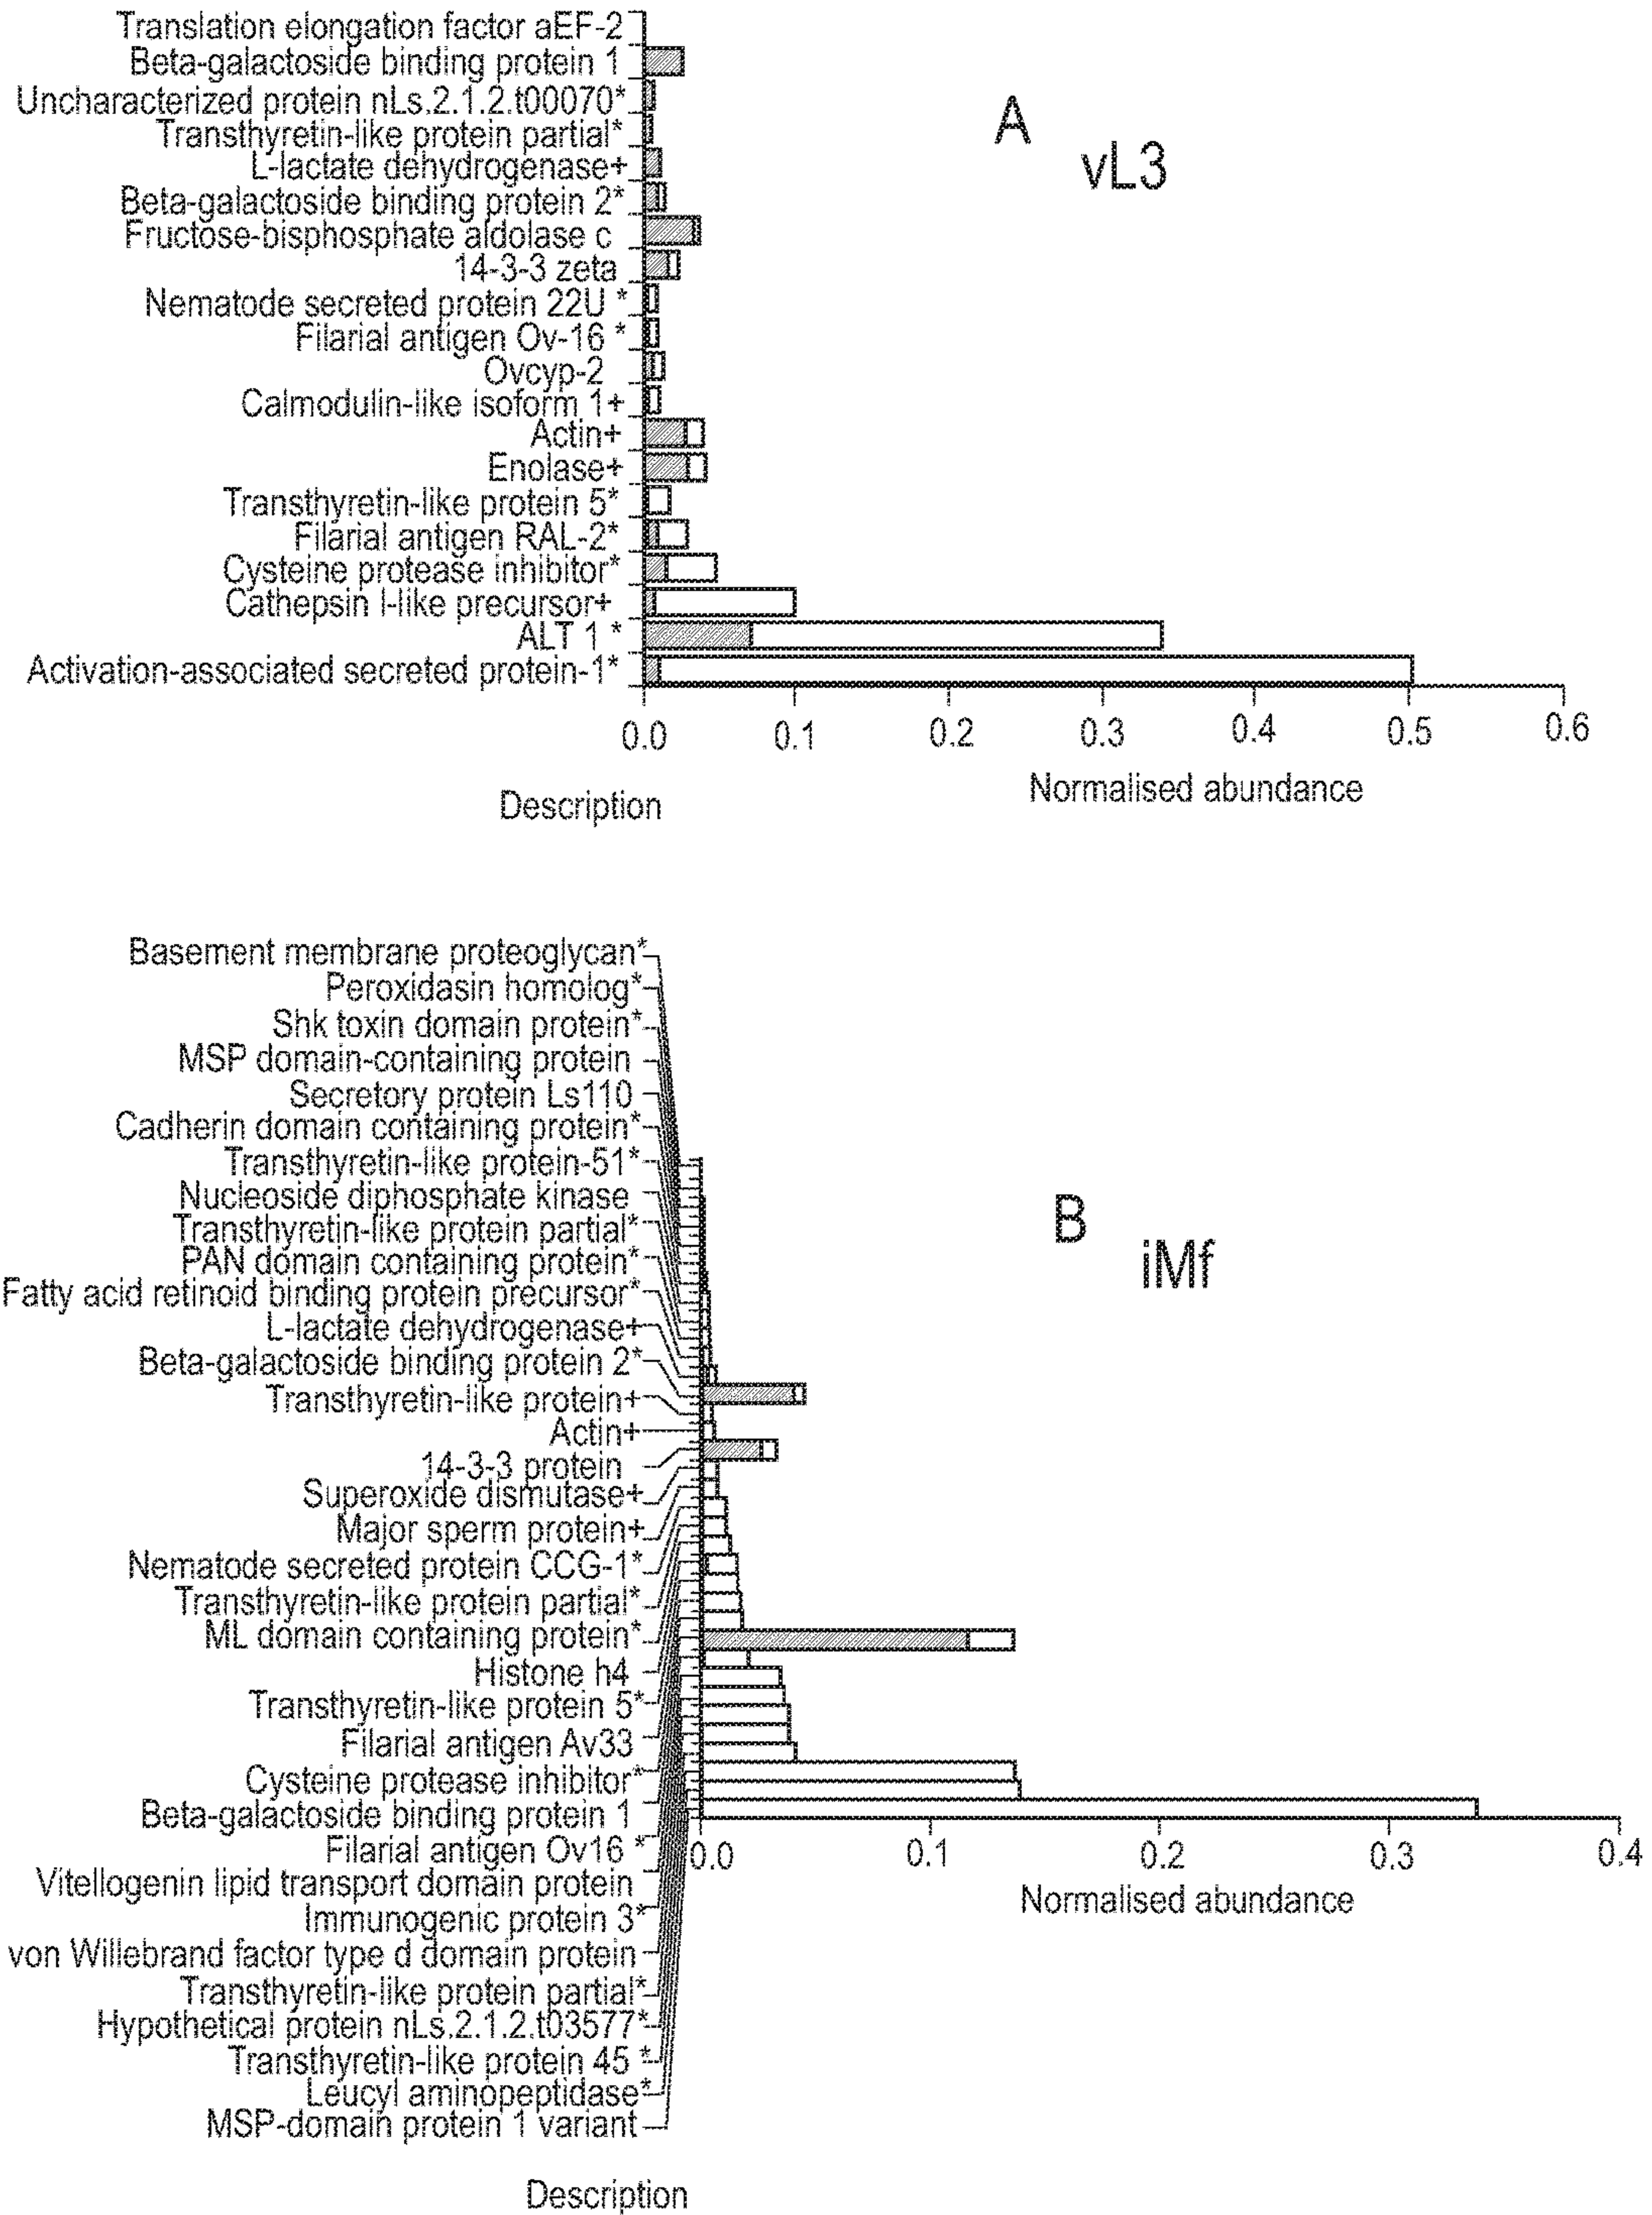 Translation elongation factor aEF-2
Beta-galactoside binding protein 1
Uncharacterized protein nLs.2.1.2.t00070*
Transthyretin-like protein partial*
L-lactate dehydrogenase+
Beta-galactoside binding protein 2*
Fructose-bisphosphate aldolase c
14-3-3 zeta
Nematode secreted protein 22U *
Filarial antigen Ov-16 *
Ovcyp-2
Calmodulin-like isoform 1+
Actin+
Enolase+
Transthyretin-like protein 5*
Filarial antigen RAL-2*
Cysteine protease inhibitor*
Cathepsin l-like precursor+
ALT 1 *
Activation-associated secreted protein-1*
A
vL3
0.0 0.1 0.2 0.3 0.4 0.5 0.6
Normalised abundance
Description
Basement membrane proteoglycan*
Peroxidasin homolog*
Shk toxin domain protein*
MSP domain-containing protein
Secretory protein Ls110
Cadherin domain containing protein*
Transthyretin-like protein-51*
Nucleoside diphosphate kinase
Transthyretin-like protein partial*
PAN domain containing protein*
Fatty acid retinoid binding protein precursor*
L-lactate dehydrogenase+
Beta-galactoside binding protein 2*
Transthyretin-like protein+
Actin+
14-3-3 protein
Superoxide dismutase+
Major sperm protein+
Nematode secreted protein CCG-1*
Transthyretin-like protein partial*
ML domain containing protein*
Histone h4
Transthyretin-like protein 5*
Filarial antigen Av33
Cysteine protease inhibitor*
Beta-galactoside binding protein 1
Filarial antigen Ov16 *
Vitellogenin lipid transport domain protein
Immunogenic protein 3*
von Willebrand factor type d domain protein
Transthyretin-like protein partial*
Hypothetical protein nLs.2.1.2.t03577*
Transthyretin-like protein 45 *
Leucyl aminopeptidase*
MSP-domain protein 1 variant
B
iMf
0.0 0.1 0.2 0.3 0.4
Normalised abundance
Description